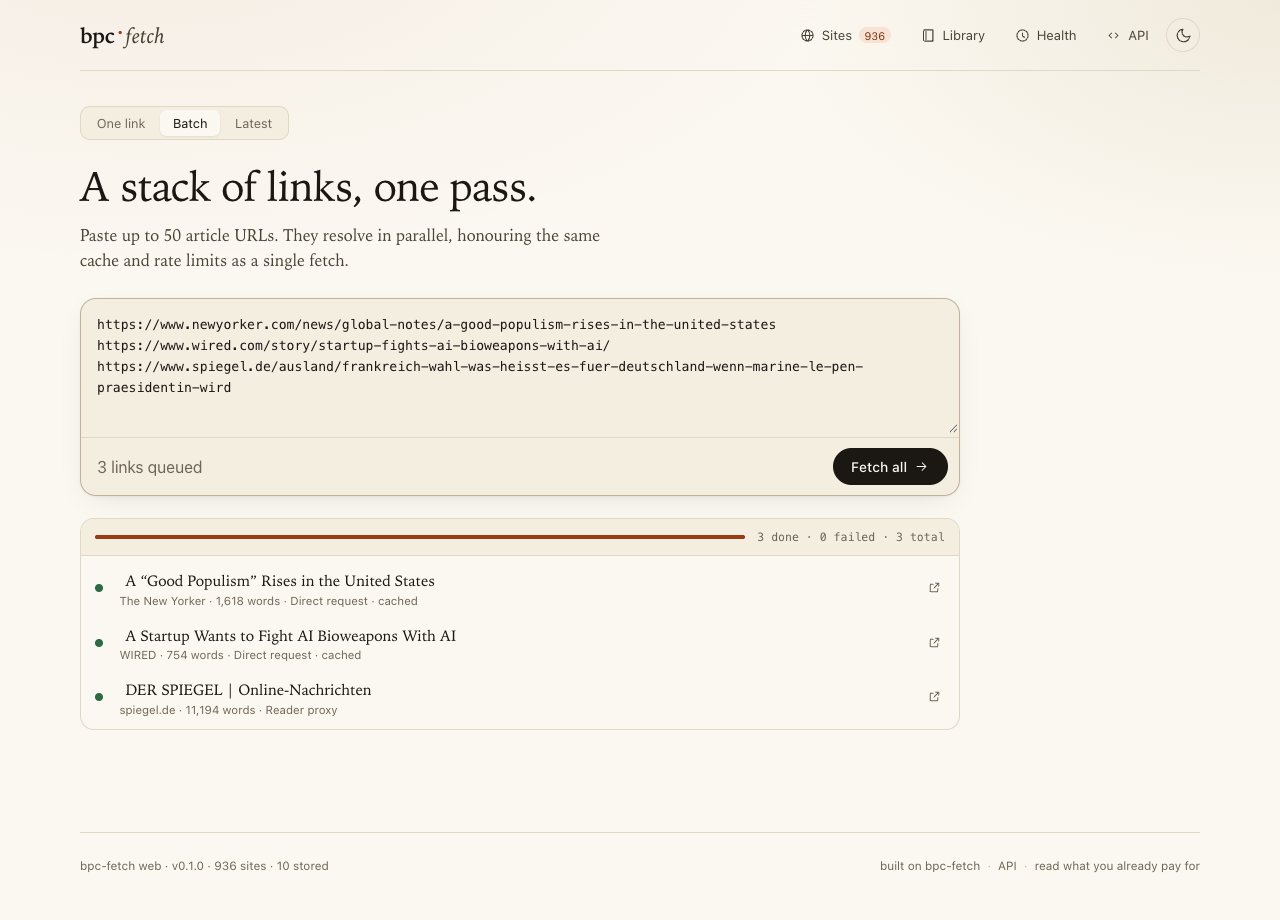 bpc·fetch
Sites 936
Library
Health
API
One link
Batch
Latest
A stack of links, one pass.
Paste up to 50 article URLs. They resolve in parallel, honouring the same
cache and rate limits as a single fetch.
https://www.newyorker.com/news/global-notes/a-good-populism-rises-in-the-united-states
https://www.wired.com/story/startup-fights-ai-bioweapons-with-ai/
https://www.spiegel.de/ausland/frankreich-wahl-was-heisst-es-fuer-deutschland-wenn-marine-le-pen-
praesidentin-wird
3 links queued
Fetch all →
3 done · 0 failed · 3 total
A “Good Populism” Rises in the United States
The New Yorker · 1,618 words · Direct request · cached
A Startup Wants to Fight AI Bioweapons With AI
WIRED · 754 words · Direct request · cached
DER SPIEGEL | Online-Nachrichten
spiegel.de · 11,194 words · Reader proxy
bpc-fetch web · v0.1.0 · 936 sites · 10 stored
built on bpc-fetch · API · read what you already pay for